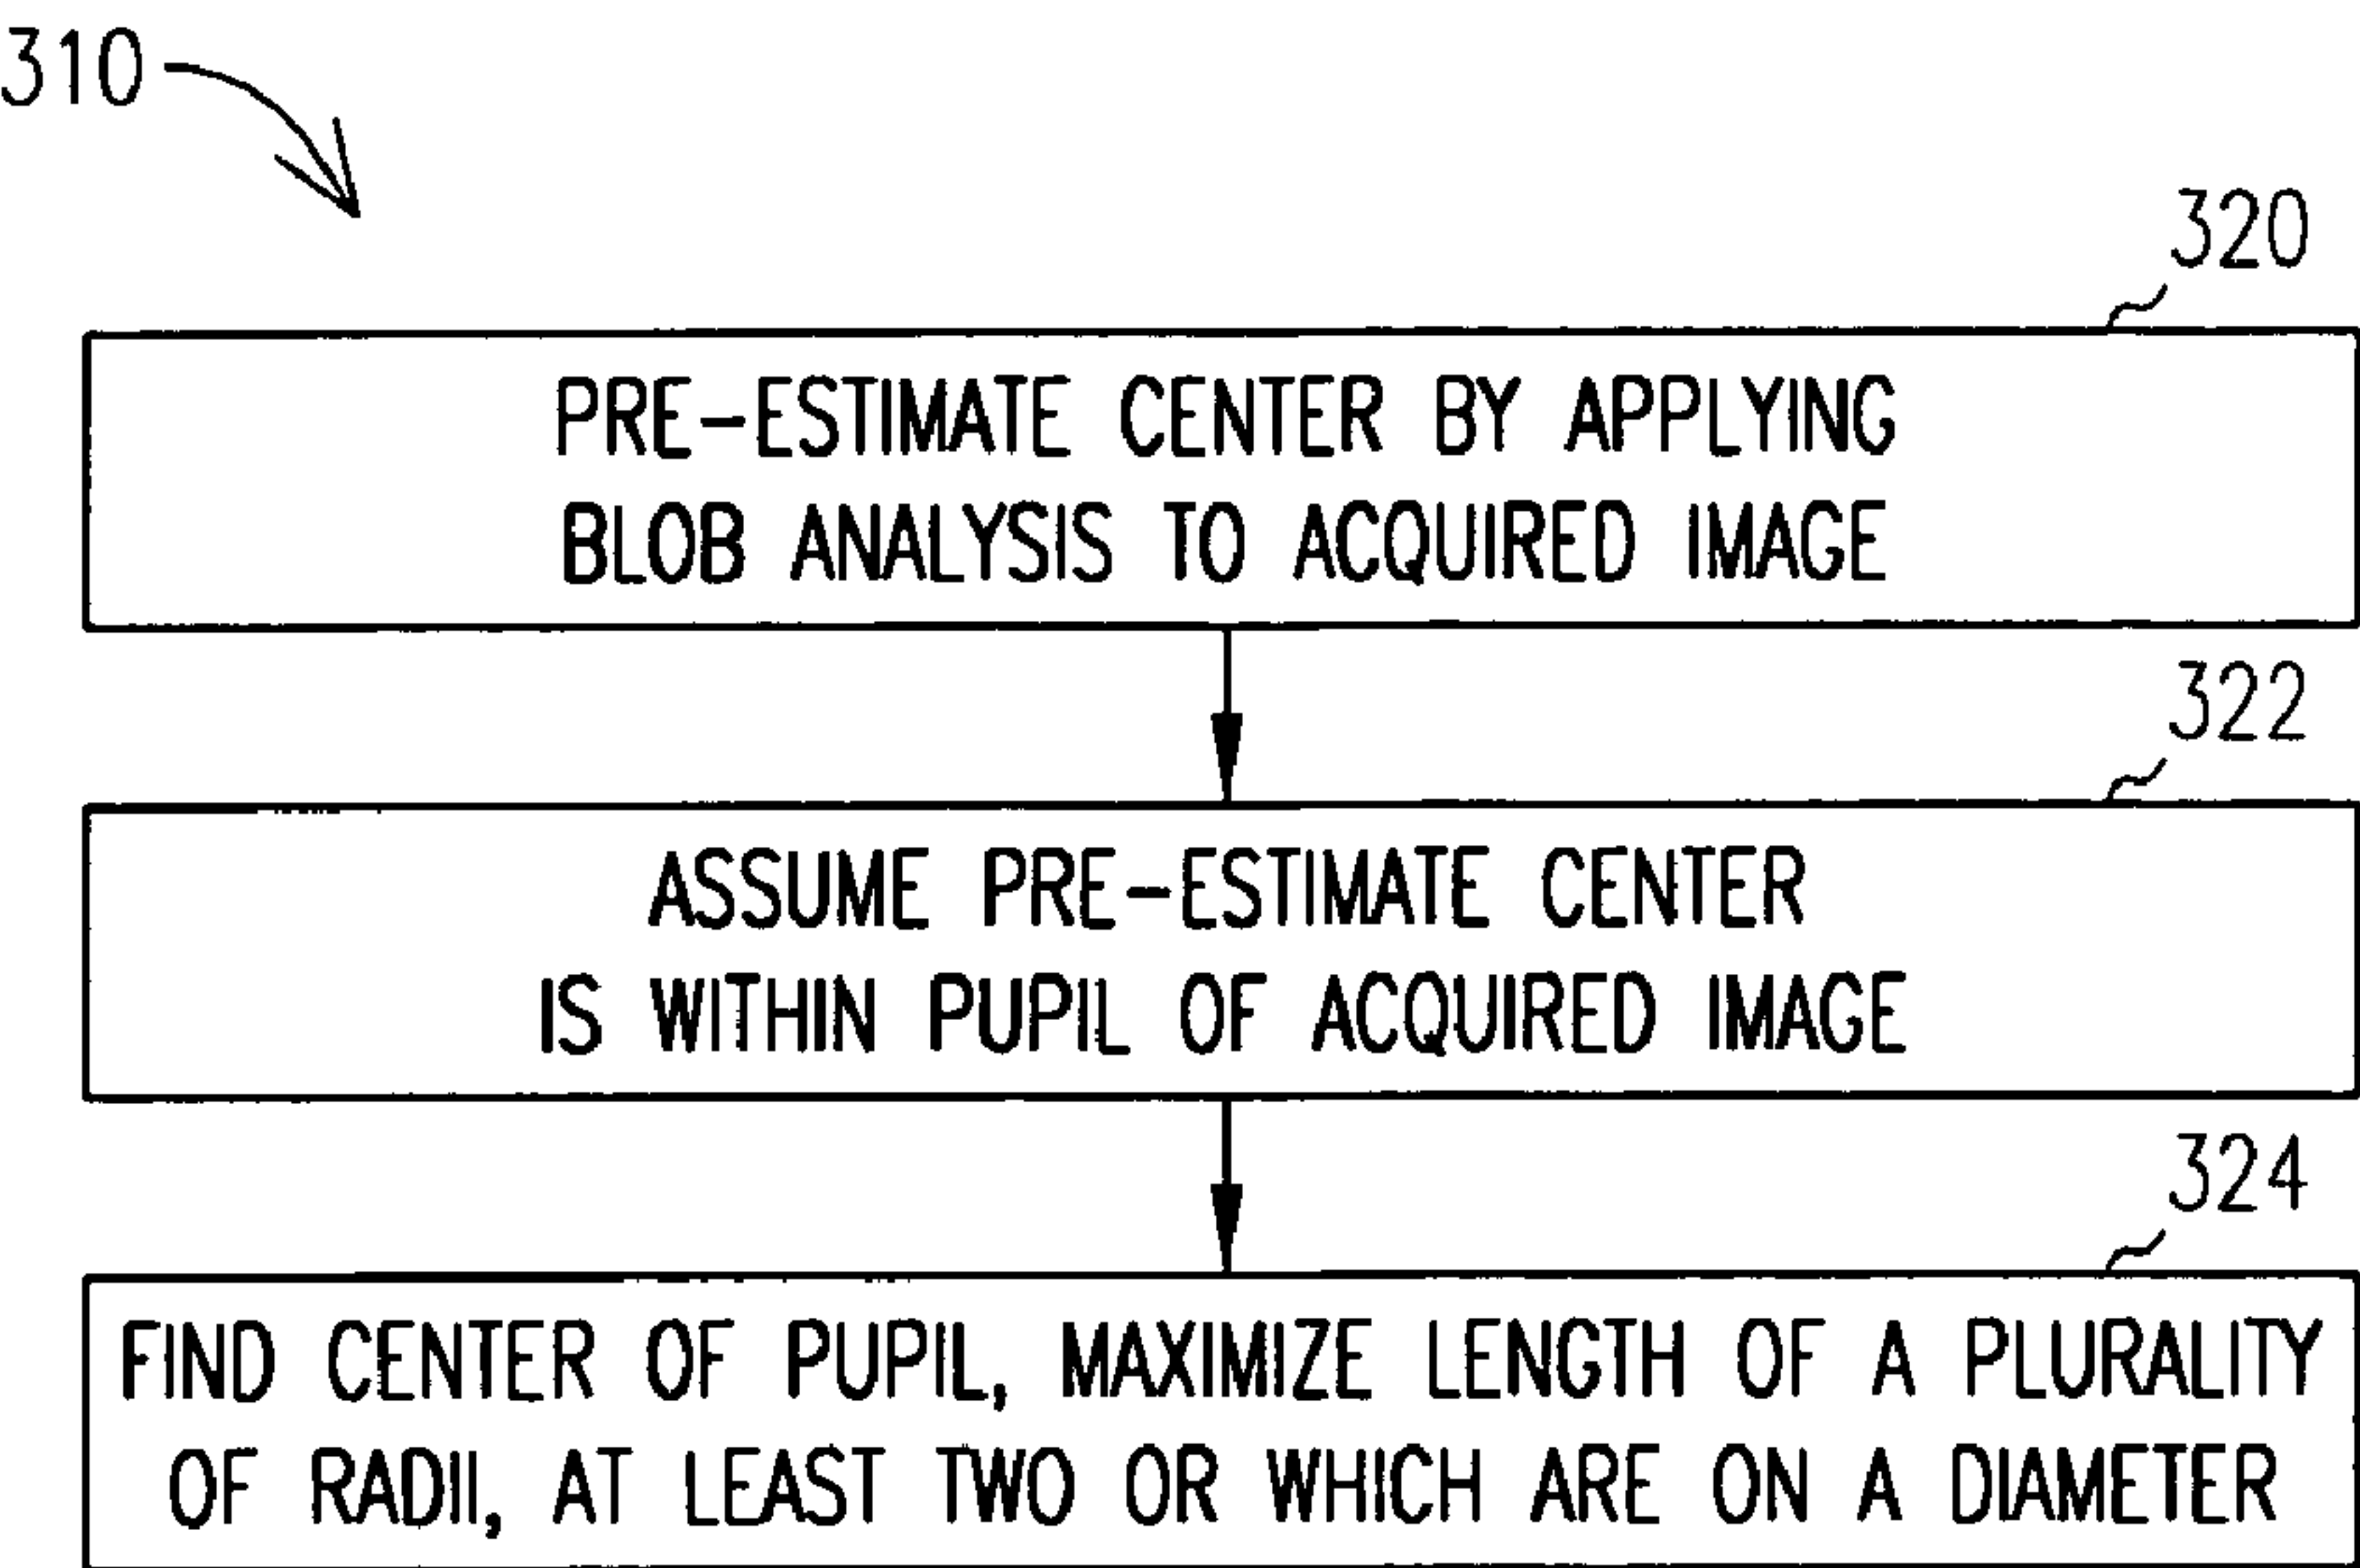 310
320
PRE-ESTIMATE CENTER BY APPLYING
BLOB ANALYSIS TO ACQUIRED IMAGE
322
ASSUME PRE-ESTIMATE CENTER
IS WITHIN PUPIL OF ACQUIRED IMAGE
324
FIND CENTER OF PUPIL, MAXIMIZE LENGTH OF A PLURALITY
OF RADII, AT LEAST TWO OR WHICH ARE ON A DIAMETER